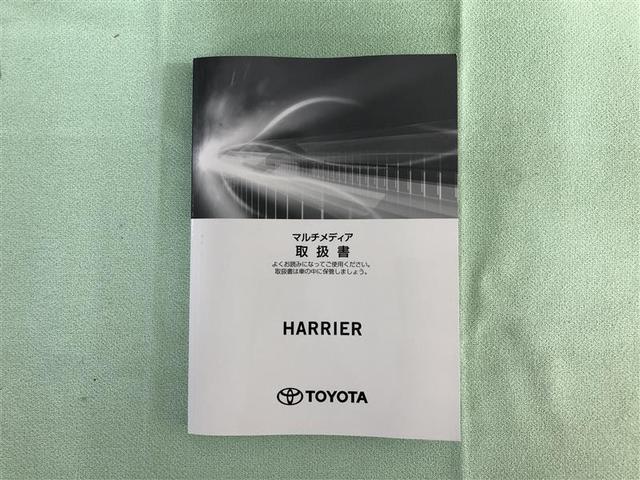 マルチメディア
取扱書
よくお読みになってご使用ください。
取扱書は車の中に保管しましょう。
HARRIER
TOYOTA